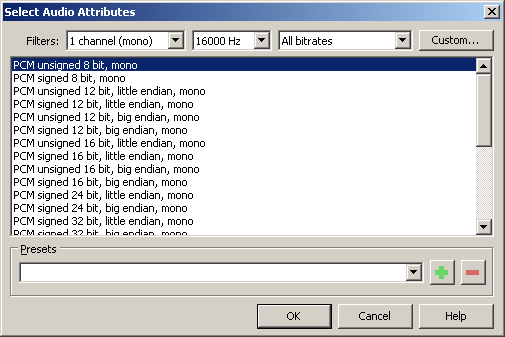 Select Audio Attributes
Filters: 1 channel (mono) 16000 Hz All bitrates Custom...
PCM unsigned 8 bit, mono
PCM signed 8 bit, mono
PCM unsigned 12 bit, little endian, mono
PCM signed 12 bit, little endian, mono
PCM unsigned 12 bit, big endian, mono
PCM signed 12 bit, big endian, mono
PCM unsigned 16 bit, little endian, mono
PCM signed 16 bit, little endian, mono
PCM unsigned 16 bit, big endian, mono
PCM signed 16 bit, big endian, mono
PCM signed 24 bit, little endian, mono
PCM signed 24 bit, big endian, mono
PCM signed 32 bit, little endian, mono
PCM signed 32 bit, big endian, mono
Presets
OK Cancel Help